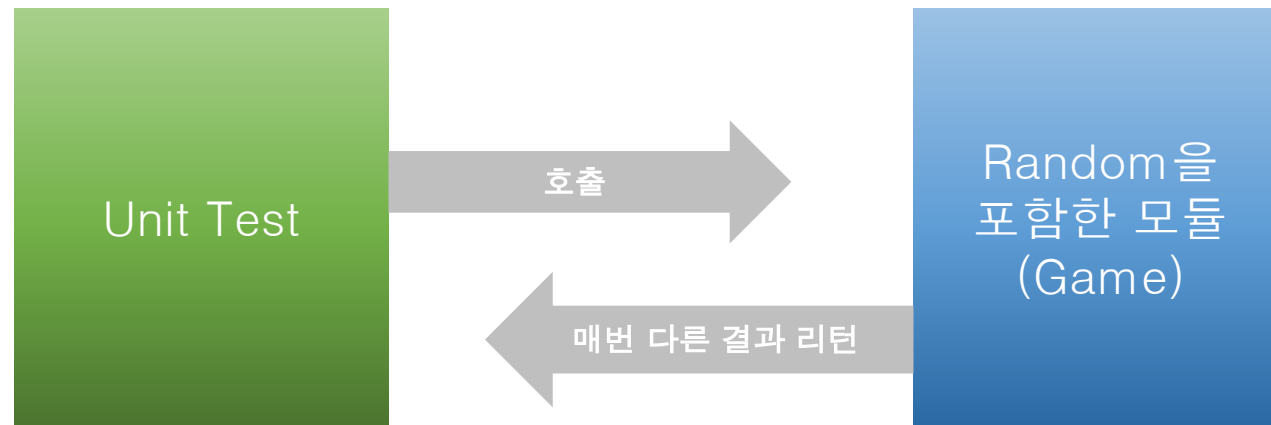 Unit Test
호출
매번 다른 결과 리턴
Random을
포함한 모듈
(Game)